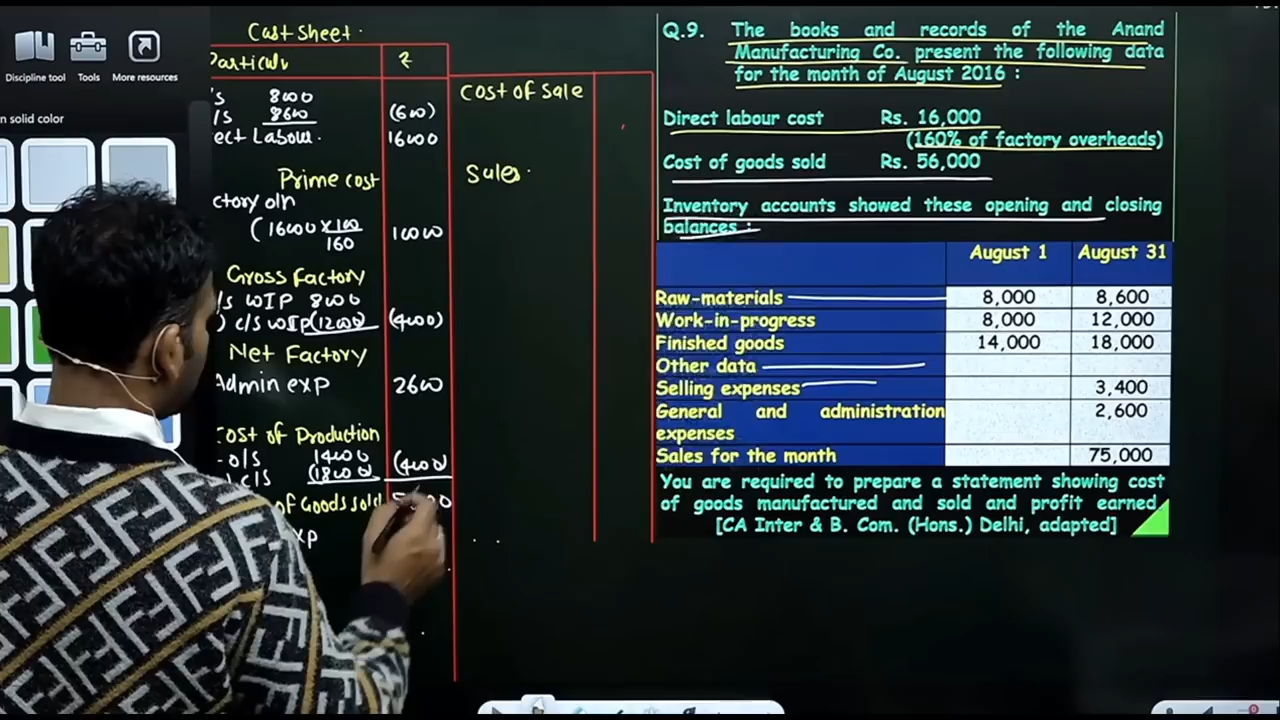 Discipline tool
Tools
More resources
n solid color
Cast Sheet
Particulv
₹
/s 8000
/s 8600
(600)
ect Labour.
16000
Prime cost
ctory oln
(16000 x 100
160
10000
Gross Factory
/s WIP 8000
) c/s WIP (12000)
(4000)
Net Factory
Admin exp
2600
Cost of Production
o/s 14000
c/s (18000)
(4000)
of Goods sold
xp
Cost of Sale
Sales.
Q.9. The books and records of the Anand
Manufacturing Co. present the following data
for the month of August 2016 :
Direct labour cost Rs. 16,000
(160% of factory overheads)
Cost of goods sold Rs. 56,000
Inventory accounts showed these opening and closing
balances :
August 1 August 31
Raw-materials 8,000 8,600
Work-in-progress 8,000 12,000
Finished goods 14,000 18,000
Other data
Selling expenses 3,400
General and administration 2,600
expenses
Sales for the month 75,000
You are required to prepare a statement showing cost
of goods manufactured and sold and profit earned.
[CA Inter & B. Com. (Hons.) Delhi, adapted]